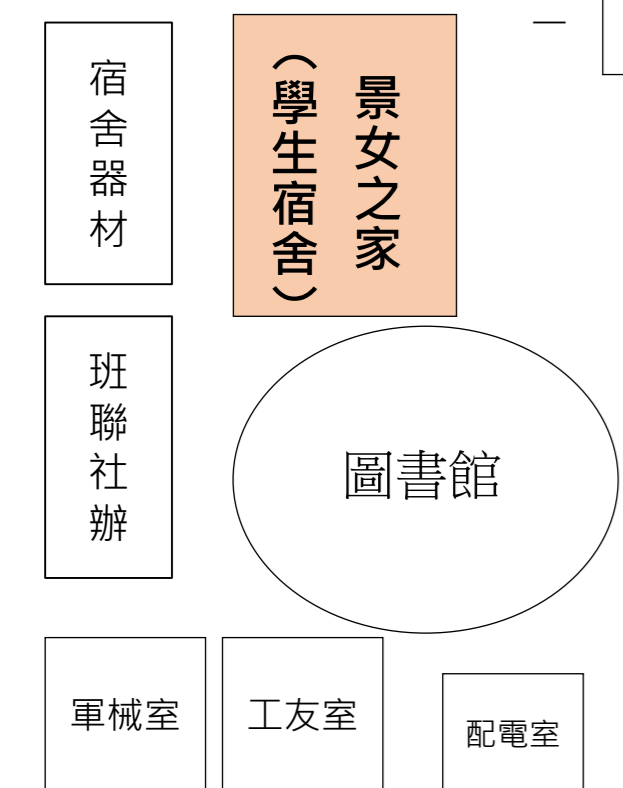 宿舍器材
景女之家
（學生宿舍）
班聯社辦
圖書館
軍械室
工友室
配電室